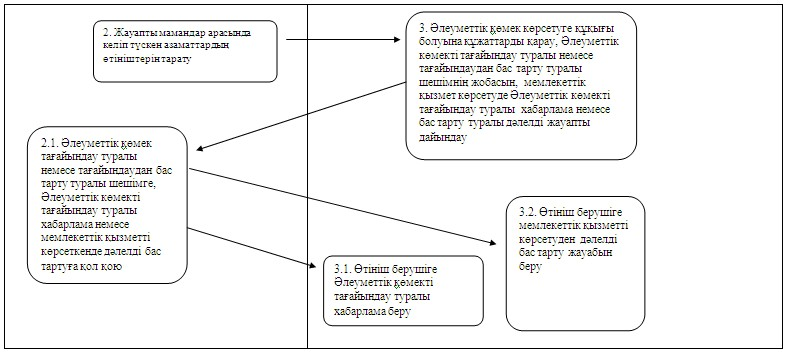 2. Жауапты мамандар арасында
келіп түскен азаматтардың
өтініштерін тарату
3. Әлеуметтік көмек көрсетуге құқығы
болуына құжаттарды қарау, Әлеуметтік
көмекті тағайындау туралы немесе
тағайындаудан бас тарту туралы
шешімнің жобасын, мемлекеттік
қызмет көрсетуде Әлеуметтік көмекті
тағайындау туралы хабарлама немесе
бас тарту туралы дәлелді жауапты
дайындау
2.1. Әлеуметтік көмек
тағайындау туралы
немесе тағайындаудан бас
тарту туралы шешімге,
Әлеуметтік көмекті
тағайындау туралы
хабарлама немесе
мемлекеттік қызметті
көрсеткенде дәлелді бас
тартуға қол қою
3.2. Өтініш берушіге
мемлекеттік қызметті
көрсетуден дәлелді
бас тарту жауабын
беру
3.1. Өтініш берушіге
Әлеуметтік көмекті
тағайындау туралы
хабарлама беру